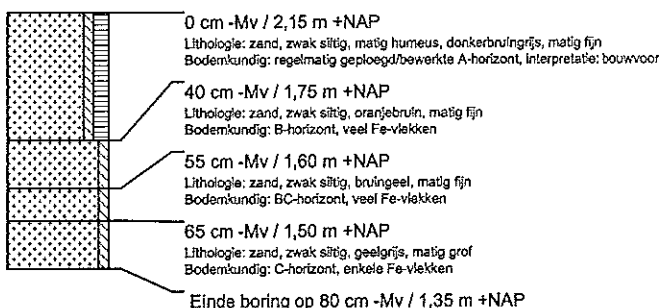 0 cm -Mv / 2,15 m +NAP
Lithologie: zand, zwak siltig, matig humeus, donkerbruingrijs, matig fijn
Bodemkundig: regelmatig geploegd/bewerkte A-horizont, interpretatie: bouwvoor
40 cm -Mv / 1,75 m +NAP
Lithologie: zand, zwak siltig, oranjebruin, matig fijn
Bodemkundig: B-horizont, veel Fe-vlekken
55 cm -Mv / 1,60 m +NAP
Lithologie: zand, zwak siltig, bruingeel, matig fijn
Bodemkundig: BC-horizont, veel Fe-vlekken
65 cm -Mv / 1,50 m +NAP
Lithologie: zand, zwak siltig, geelgrijs, matig grof
Bodemkundig: C-horizont, enkele Fe-vlekken
Einde boring op 80 cm -Mv / 1,35 m +NAP